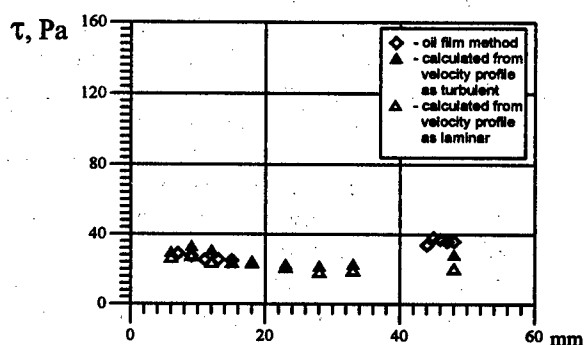 τ, Pa
160
120
80
40
0
- oil film method
- calculated from
velocity profile
as turbulent
- calculated from
velocity profile
as laminar
0 20 40 60 mm